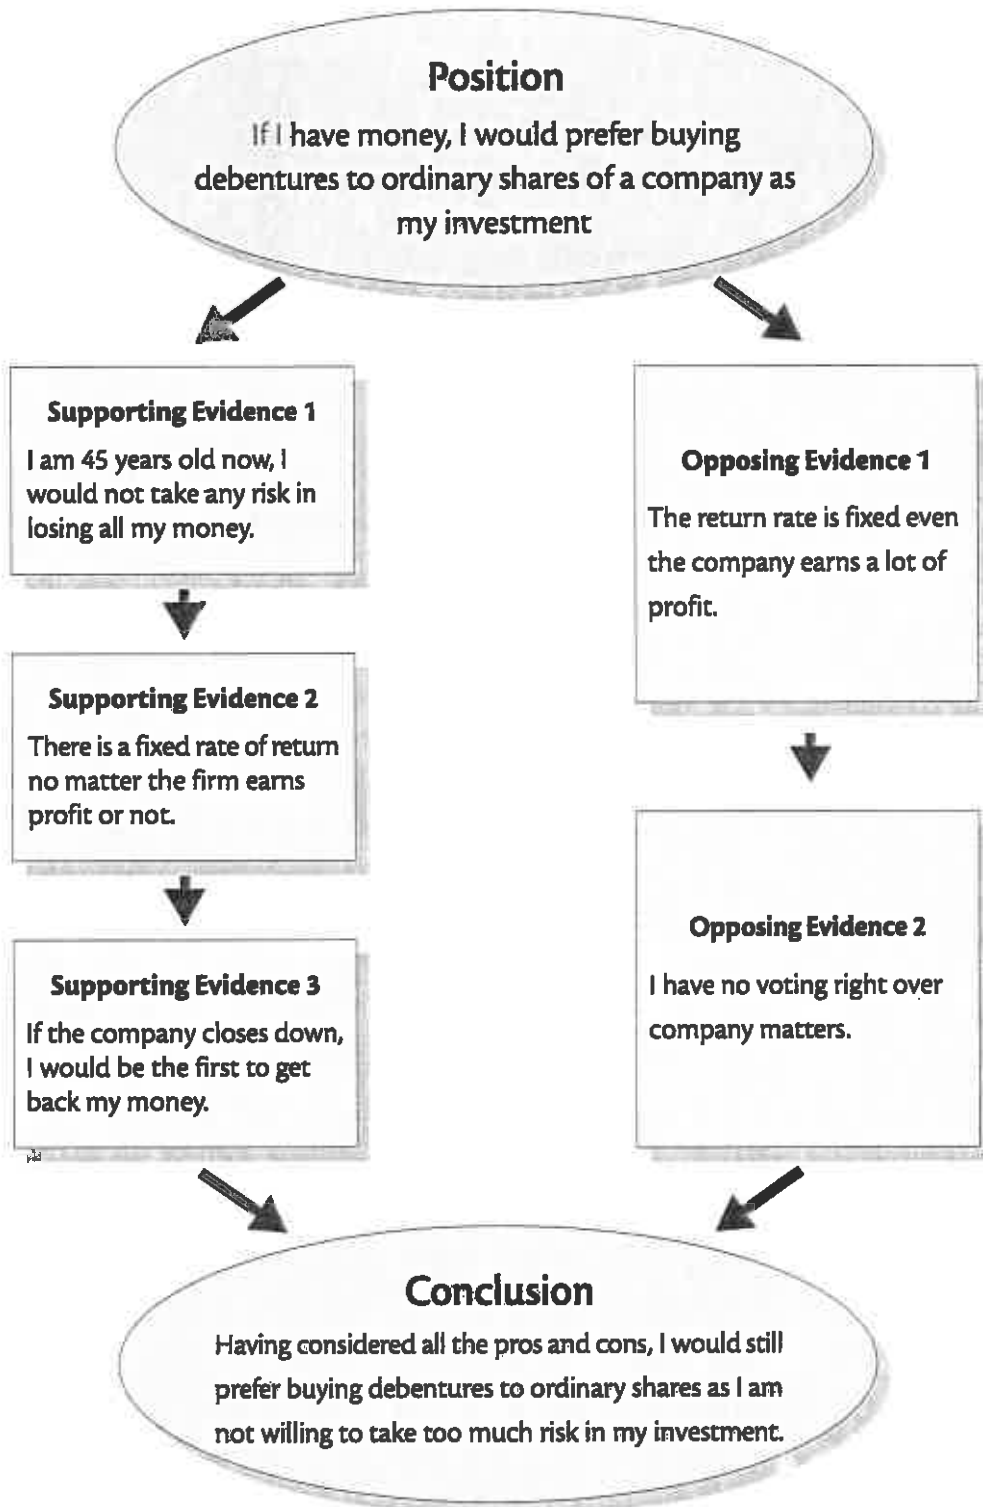 Position
If I have money, I would prefer buying
debentures to ordinary shares of a company as
my investment
Supporting Evidence 1
I am 45 years old now, I
would not take any risk in
losing all my money.
Supporting Evidence 2
There is a fixed rate of return
no matter the firm earns
profit or not.
Supporting Evidence 3
If the company closes down,
I would be the first to get
back my money.
Opposing Evidence 1
The return rate is fixed even
the company earns a lot of
profit.
Opposing Evidence 2
I have no voting right over
company matters.
Conclusion
Having considered all the pros and cons, I would still
prefer buying debentures to ordinary shares as I am
not willing to take too much risk in my investment.